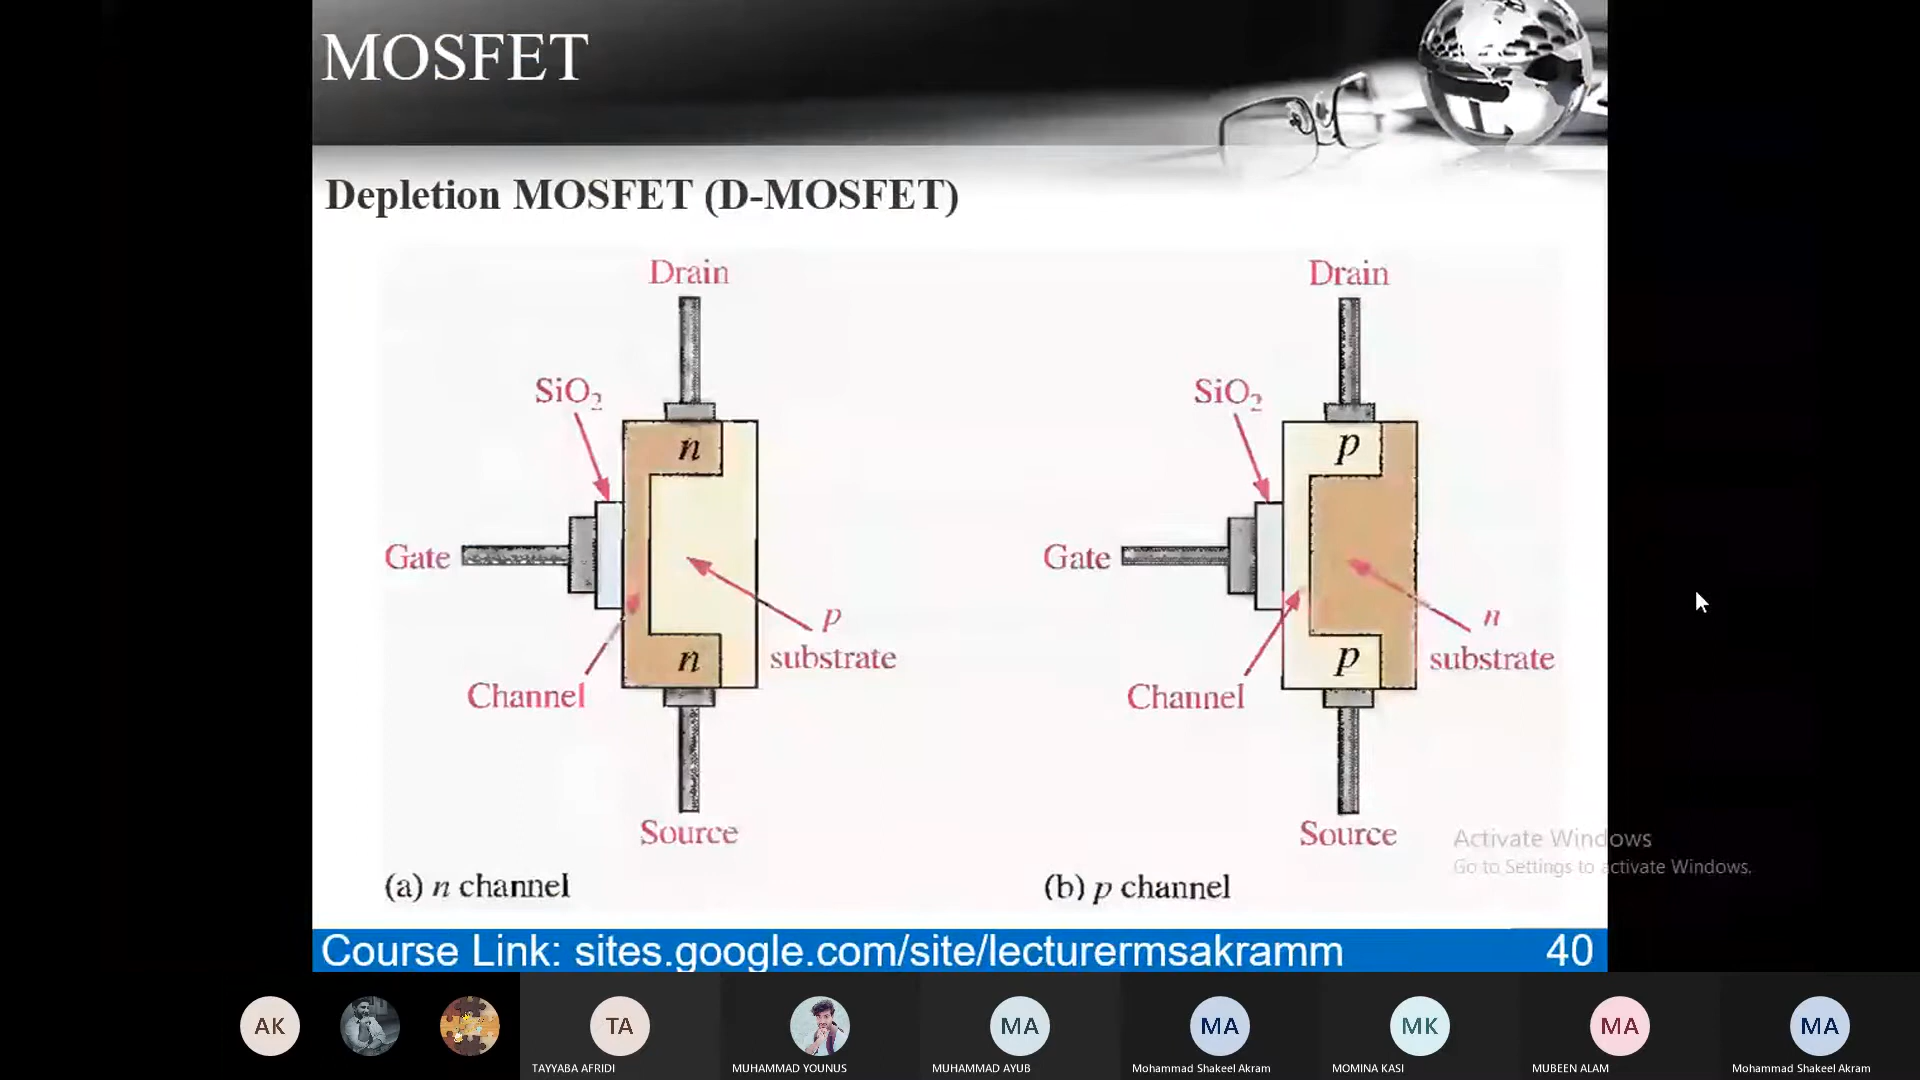 MOSFET
Depletion MOSFET (D-MOSFET)
Drain
Drain
SiO₂
SiO₂
n
p
Gate
Gate
p
substrate
n
substrate
n
p
Channel
Channel
Source
Source
(a) n channel
(b) p channel
Activate Windows
Go to Settings to activate Windows.
Course Link: sites.google.com/site/lecturermsakramm
40
AK
TA
MA
MA
MK
MA
MA
TAYYABA AFRIDI
MUHAMMAD YOUNUS
MUHAMMAD AYUB
Mohammad Shakeel Akram
MOMINA KASI
MUBEEN ALAM
Mohammad Shakeel Akram